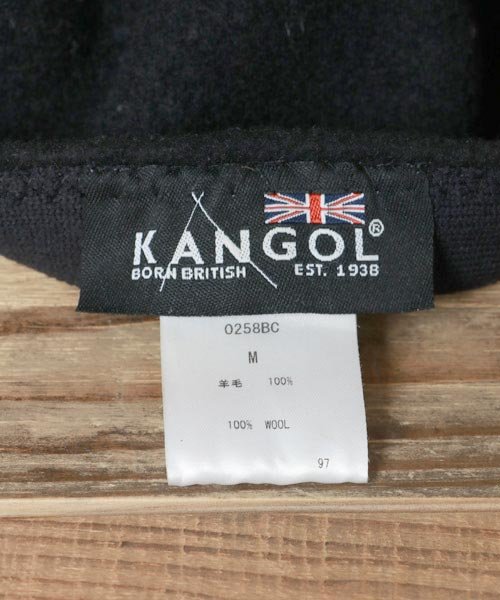 KANGOL®
BORN BRITISH EST. 1938
0258BC
M
羊毛 100%
100% WOOL
97